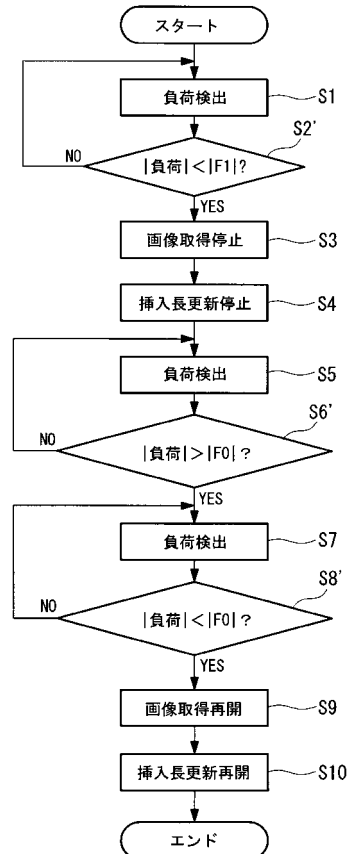 スタート
負荷検出
S1
S2'
|負荷|<|F1|?
NO
YES
画像取得停止
S3
挿入長更新停止
S4
負荷検出
S5
S6'
|負荷|>|F0|?
NO
YES
負荷検出
S7
S8'
|負荷|<|F0|?
NO
YES
画像取得再開
S9
挿入長更新再開
S10
エンド